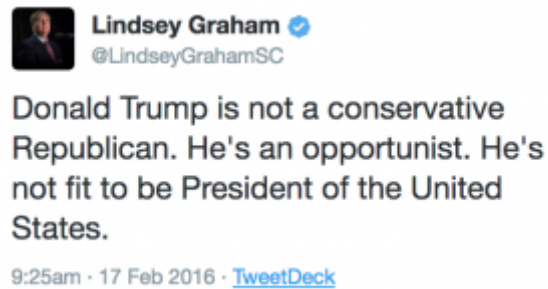 Lindsey Graham
@LindseyGrahamSC
Donald Trump is not a conservative
Republican. He's an opportunist. He's
not fit to be President of the United
States.
9:25am · 17 Feb 2016 · TweetDeck